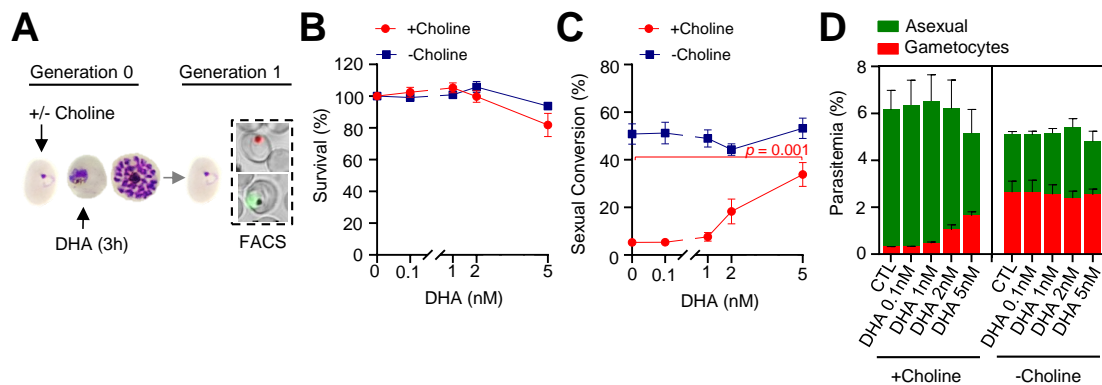 A
Generation 0
Generation 1
+/- Choline
DHA (3h)
FACS
B
+Choline
-Choline
120
100
80
60
40
20
0
Survival (%)
0
0.1
1
2
5
DHA (nM)
C
+Choline
-Choline
80
60
40
20
0
Sexual Conversion (%)
p = 0.001
0
0.1
1
2
5
DHA (nM)
D
Asexual
Gametocytes
8
6
4
2
0
Parasitemia (%)
CTL
DHA 0.1nM
DHA 1nM
DHA 2nM
DHA 5nM
CTL
DHA 0.1nM
DHA 1nM
DHA 2nM
DHA 5nM
+Choline
-Choline